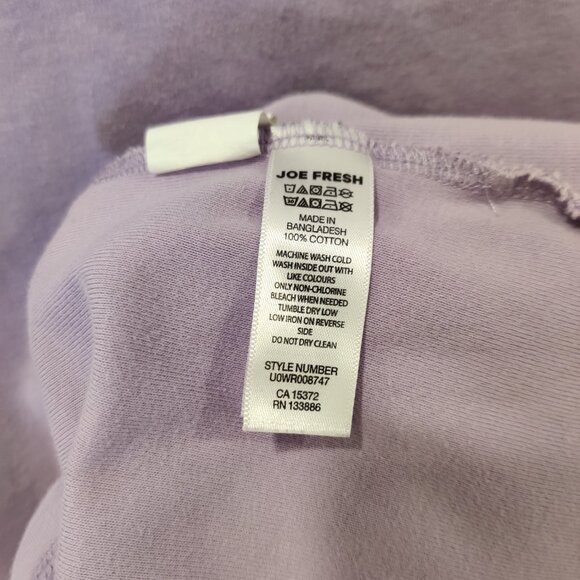 JOE FRESH
MADE IN
BANGLADESH
100% COTTON
MACHINE WASH COLD
WASH INSIDE OUT WITH
LIKE COLOURS
ONLY NON-CHLORINE
BLEACH WHEN NEEDED
TUMBLE DRY LOW
LOW IRON ON REVERSE
SIDE
DO NOT DRY CLEAN
STYLE NUMBER
U0WR008747
CA 15372
RN 133886